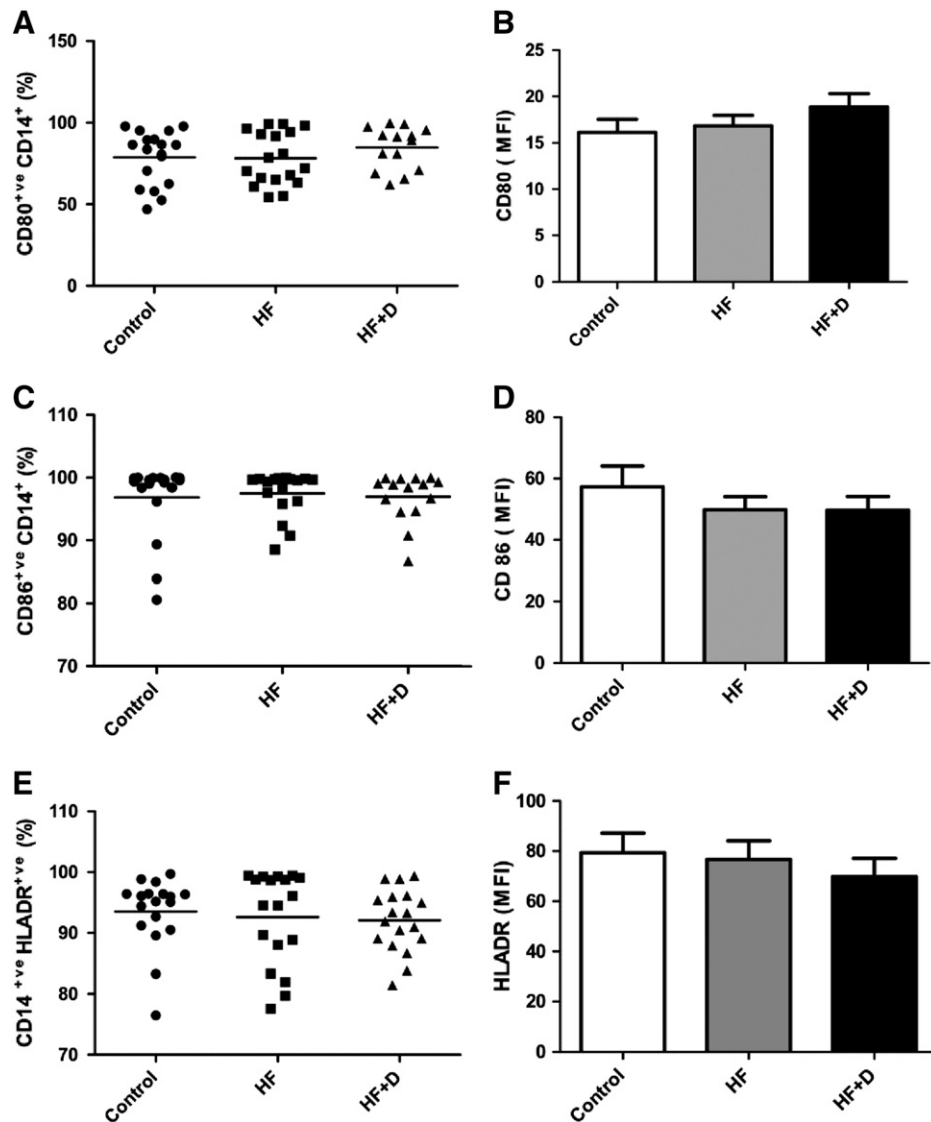 A
CD80+ve CD14+ (%)
150
100
50
0
Control
HF
HF+D
B
CD80 ( MFI)
25
20
15
10
5
0
Control
HF
HF+D
C
CD86+ve CD14+ (%)
110
100
90
80
70
Control
HF
HF+D
D
CD 86 ( MFI)
80
60
40
20
0
Control
HF
HF+D
E
CD14 +ve HLADR+ve (%)
110
100
90
80
70
Control
HF
HF+D
F
HLADR (MFI)
100
80
60
40
20
0
Control
HF
HF+D